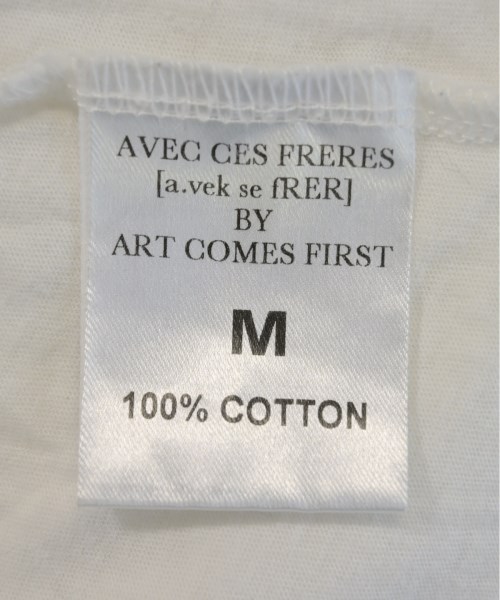 AVEC CES FRERES
[a.vek se fRER]
BY
ART COMES FIRST
M
100% COTTON